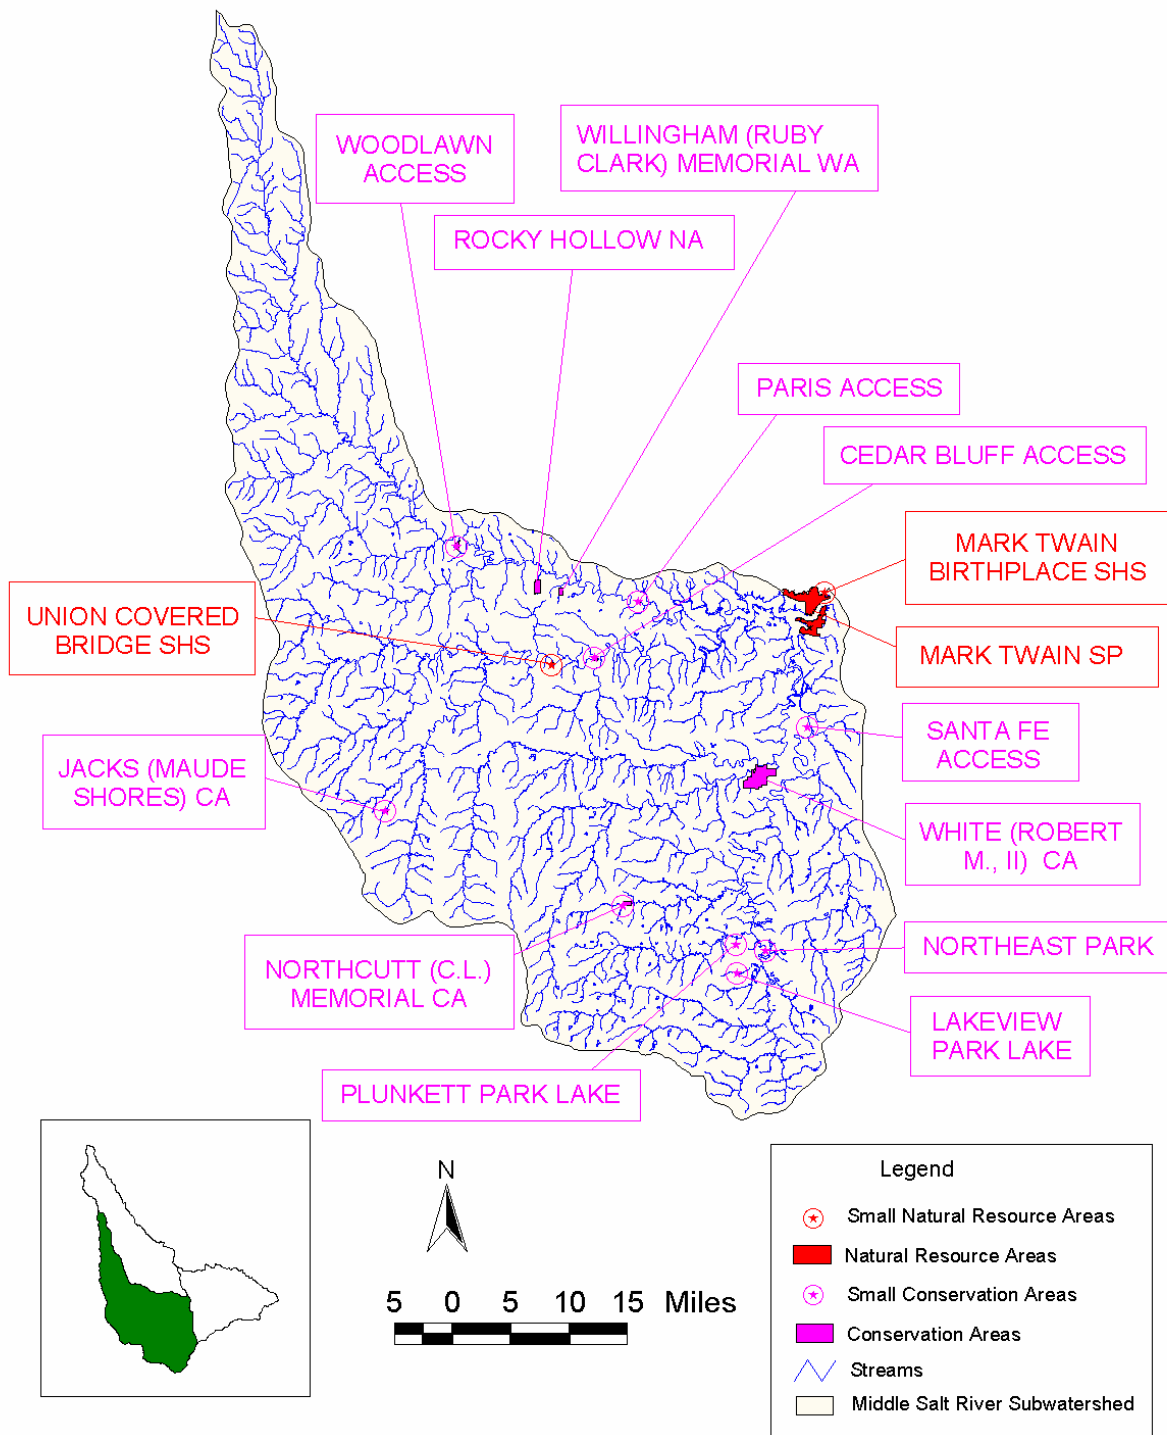 WOODLAWN
ACCESS
WILLINGHAM (RUBY
CLARK) MEMORIAL WA
ROCKY HOLLOW NA
PARIS ACCESS
CEDAR BLUFF ACCESS
MARK TWAIN
BIRTHPLACE SHS
UNION COVERED
BRIDGE SHS
MARK TWAIN SP
SANTA FE
ACCESS
JACKS (MAUDE
SHORES) CA
WHITE (ROBERT
M., II) CA
NORTHEAST PARK
NORTHCUTT (C.L.)
MEMORIAL CA
LAKEVIEW
PARK LAKE
PLUNKETT PARK LAKE
N
5 0 5 10 15 Miles
Legend
Small Natural Resource Areas
Natural Resource Areas
Small Conservation Areas
Conservation Areas
Streams
Middle Salt River Subwatershed